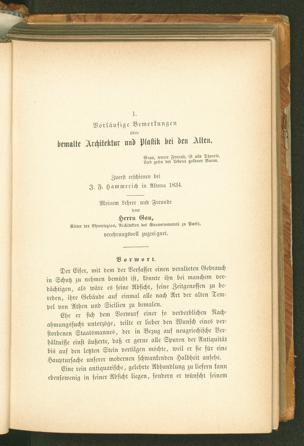 I.
Vorläufige Bemerkungen
über
bemalte Architektur und Plastik bei den Alten.
Grau, teurer Freund, ist alle Theorie,
Und grün des Lebens goldener Baum.
Zuerst erschienen bei
J. F. Hammerich in Altona 1834.
Meinem Lehrer und Freunde
dem
Herrn Gau,
Ritter der Ehrenlegion, Architekten des Gouvernements zu Paris,
verehrungsvoll zugeeignet.
Vorwort.
Der Eifer, mit dem der Verfasser einen veralteten Gebrauch
in Schutz zu nehmen bemüht ist, könnte ihn bei manchem ver-
dächtigen, als wäre es seine Absicht, seine Zeitgenossen zu be-
reden, ihre Gebäude auf einmal alle nach Art der alten Tem-
pel von Athen und Sicilien zu bemalen.
Ehe er sich dem Vorwurf einer so verderblichen Nach-
ahmungssucht unterzöge, teilte er lieber den Wunsch eines ver-
storbenen Staatsmannes, der in Bezug auf neugriechische Ver-
hältnisse einst äußerte, daß er gerne alle Spuren der Antiquität
bis auf den letzten Stein vertilgen möchte, weil er sie für eine
Hauptursache unserer modernen schwankenden Halbheit ansehe.
Eine rein antiquarische, gelehrte Abhandlung zu liefern kann
ebensowenig in seiner Absicht liegen, sondern er wünscht seinem